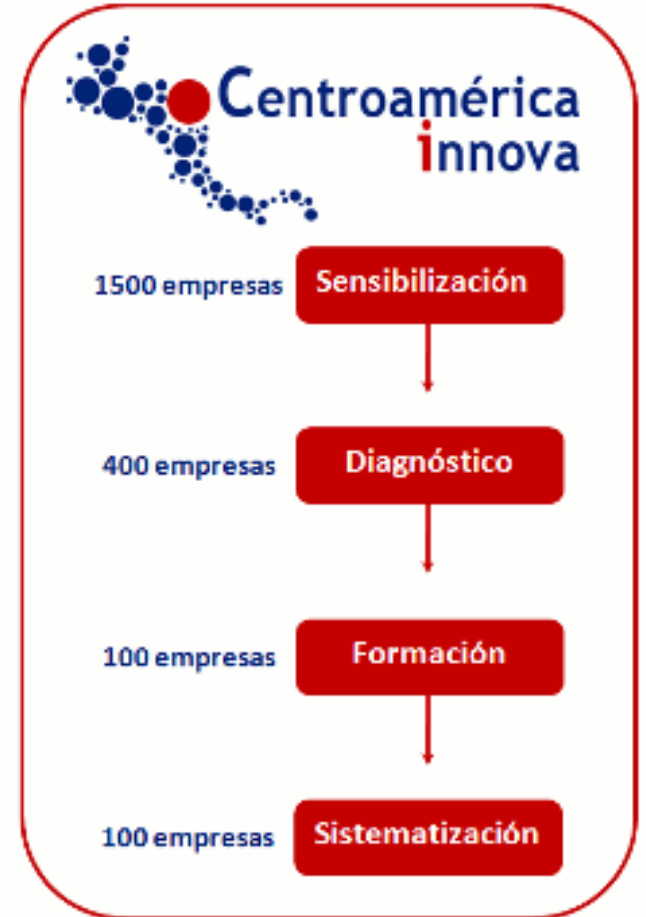 Centroamérica
innova
1500 empresas Sensibilización
400 empresas Diagnóstico
100 empresas Formación
100 empresas Sistematización